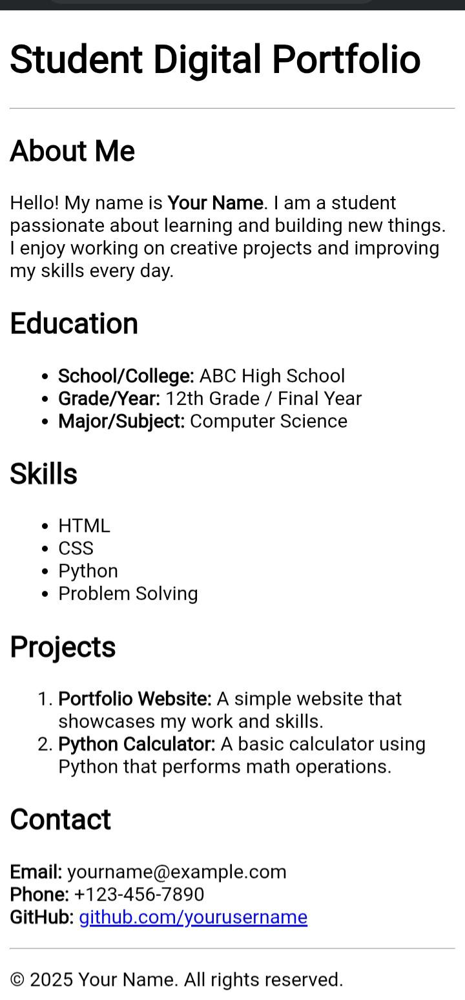 Student Digital Portfolio
About Me
Hello! My name is Your Name. I am a student
passionate about learning and building new things.
I enjoy working on creative projects and improving
my skills every day.
Education
• School/College: ABC High School
• Grade/Year: 12th Grade / Final Year
• Major/Subject: Computer Science
Skills
• HTML
• CSS
• Python
• Problem Solving
Projects
1. Portfolio Website: A simple website that
showcases my work and skills.
2. Python Calculator: A basic calculator using
Python that performs math operations.
Contact
Email: yourname@example.com
Phone: +123-456-7890
GitHub: github.com/yourusername
© 2025 Your Name. All rights reserved.